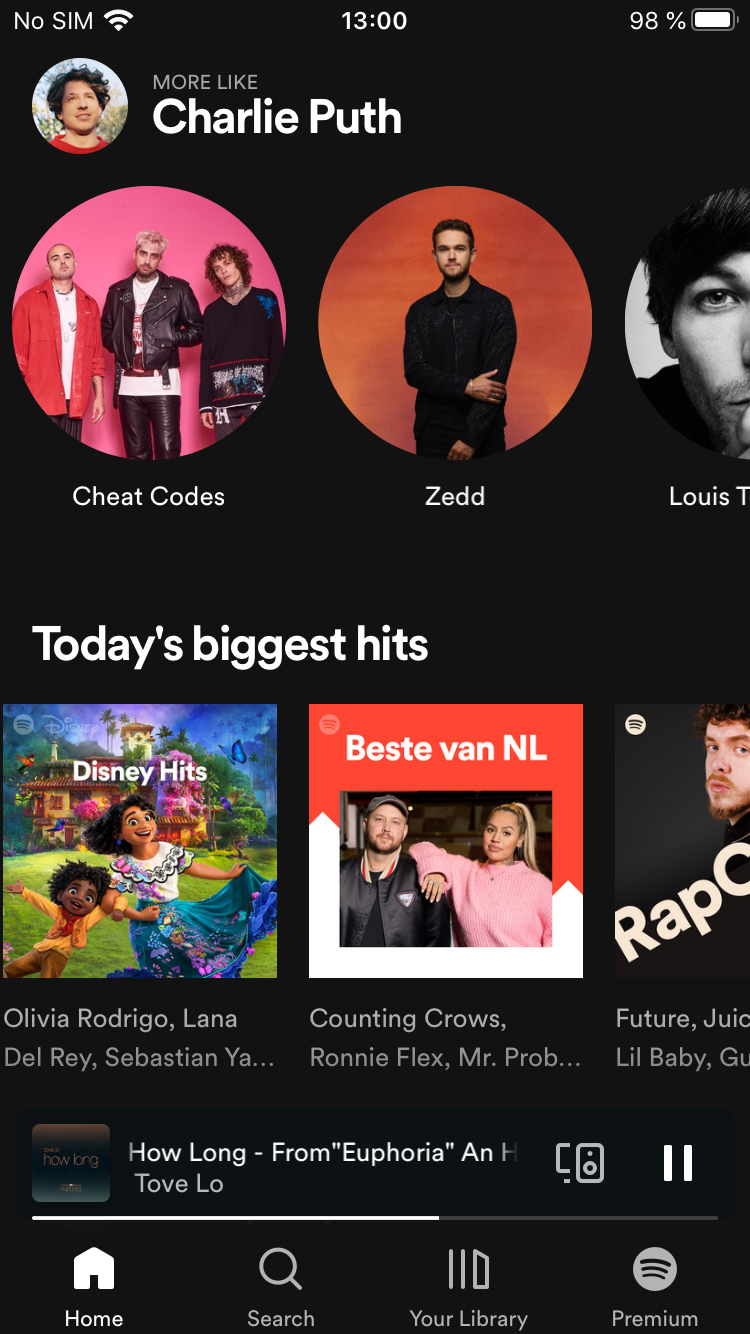 No SIM 13:00 98 %
MORE LIKE
Charlie Puth
Cheat Codes
Zedd
Louis T
Today's biggest hits
Disney
Disney Hits
Beste van NL
RapC
Olivia Rodrigo, Lana
Del Rey, Sebastian Ya...
Counting Crows,
Ronnie Flex, Mr. Prob...
Future, Juic
Lil Baby, Gu
how long
How Long - From"Euphoria" An H
Tove Lo
Home
Search
Your Library
Premium